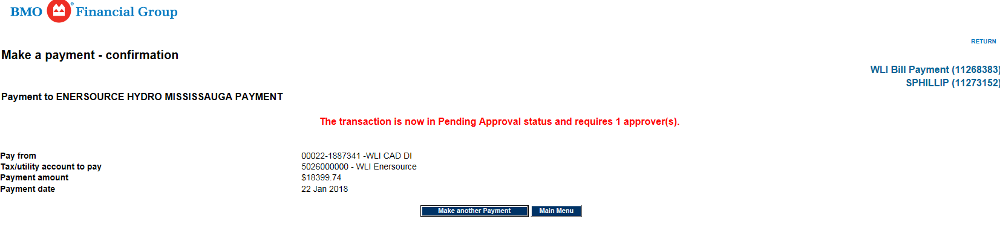 BMO Financial Group
RETURN
Make a payment - confirmation
WLI Bill Payment (11268383)
SPHILLIP (11273152)
Payment to ENERSOURCE HYDRO MISSISSAUGA PAYMENT
The transaction is now in Pending Approval status and requires 1 approver(s).
Pay from 00022-1887341 -WLI CAD DI
Tax/utility account to pay 5026000000 - WLI Enersource
Payment amount $18399.74
Payment date 22 Jan 2018
Make another Payment Main Menu